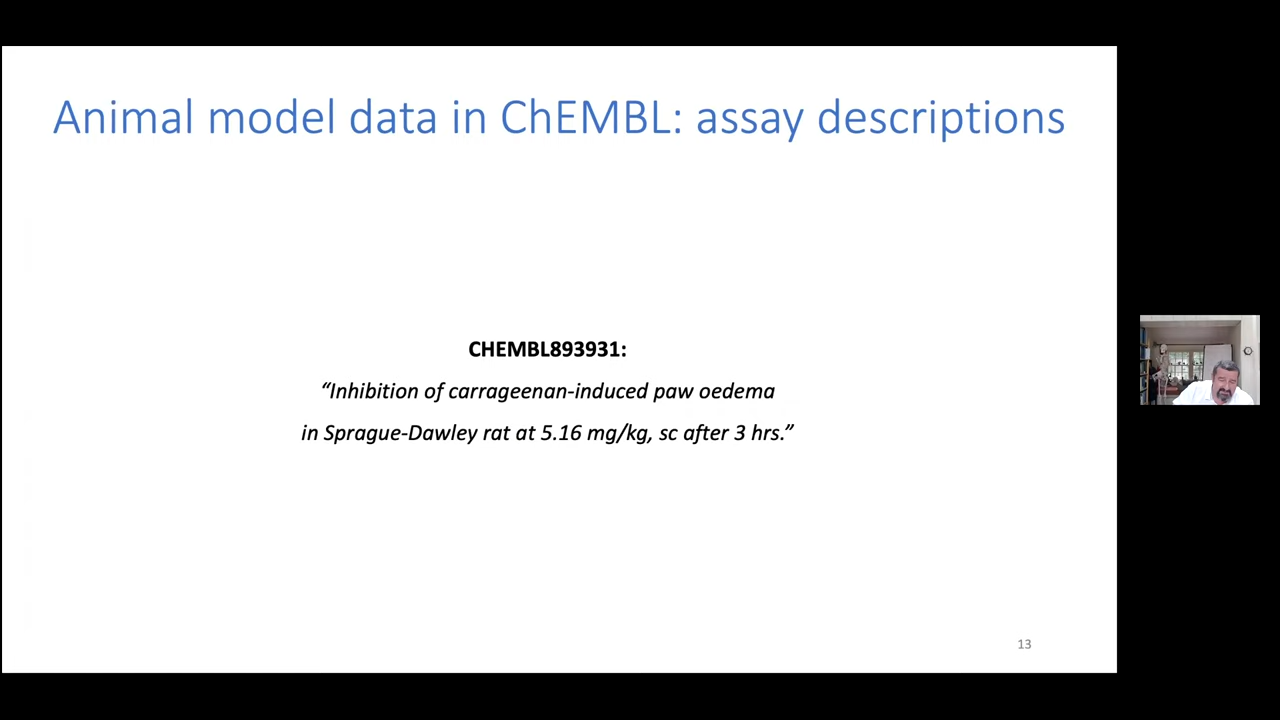 Animal model data in ChEMBL: assay descriptions
CHEMBL893931:
“Inhibition of carrageenan-induced paw oedema
in Sprague-Dawley rat at 5.16 mg/kg, sc after 3 hrs.”
13